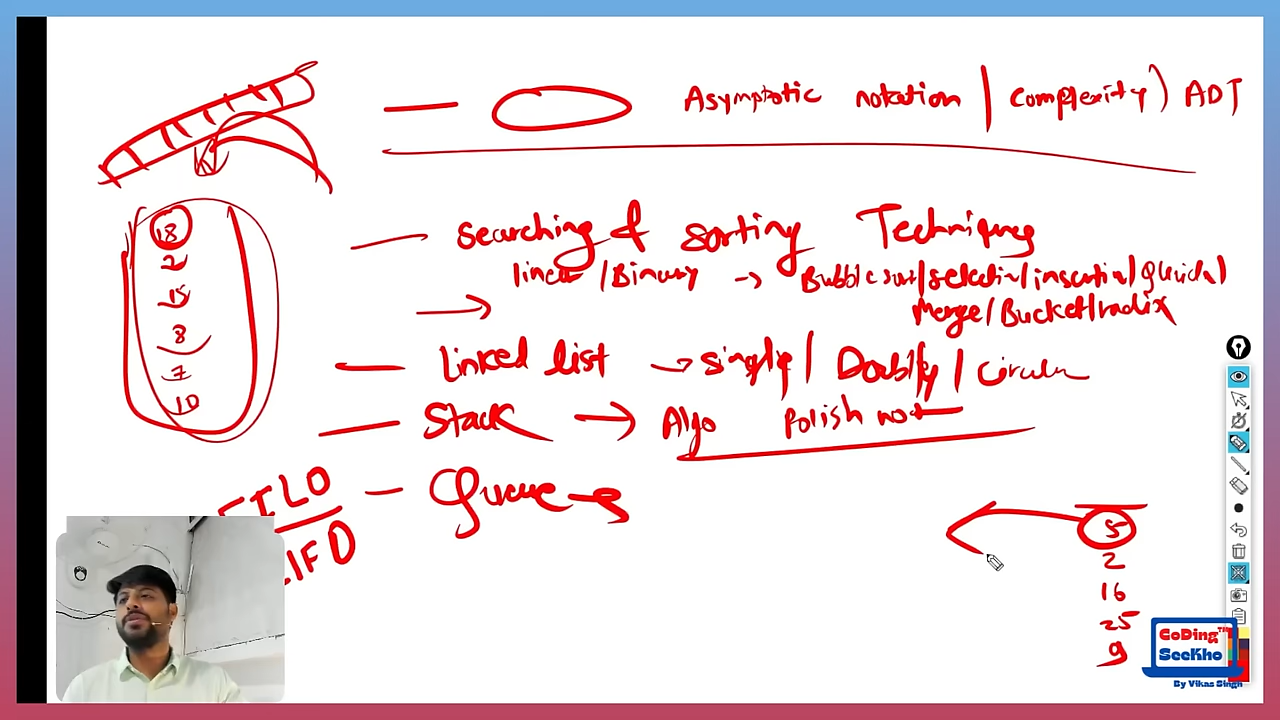 Asymptotic notation | complexity) ADT
18
2
15
8
7
10
Searching & sorting Techniques
linear / Binary → Bubble sort/selection/insertion/quick/
Merge/Bucket/radix
Linked list → singly / Doubly / circular
Stack → Algo Polish not
FILO
LIFO
Queue
5
2
16
25
9
CoDing™
SeeKho
By Vikas Singh